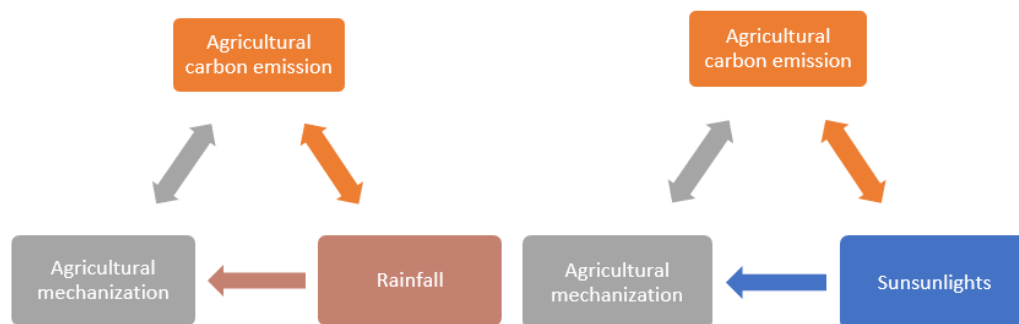 Agricultural
carbon emission
Agricultural
carbon emission
Agricultural
mechanization
Rainfall
Agricultural
mechanization
Sunsunlights